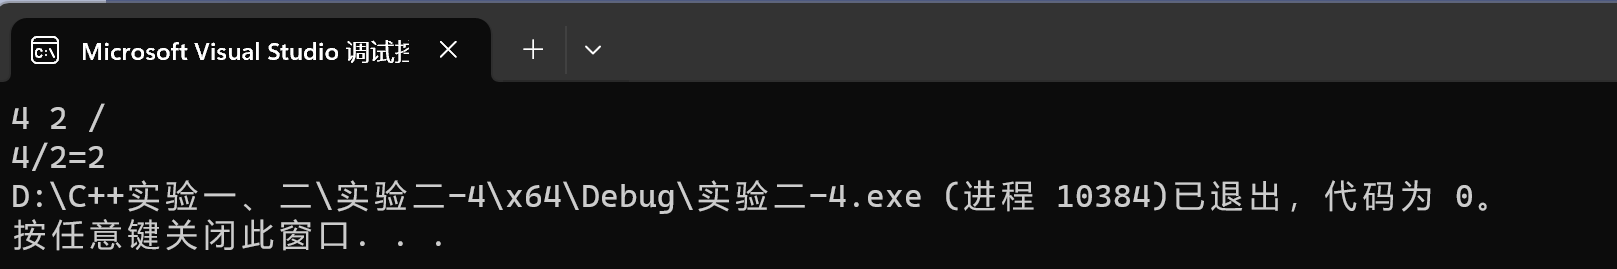 Microsoft Visual Studio 调试
4 2 /
4/2=2
D:\C++实验一、二\实验二-4\x64\Debug\实验二-4.exe (进程 10384)已退出，代码为 0。
按任意键关闭此窗口. . .